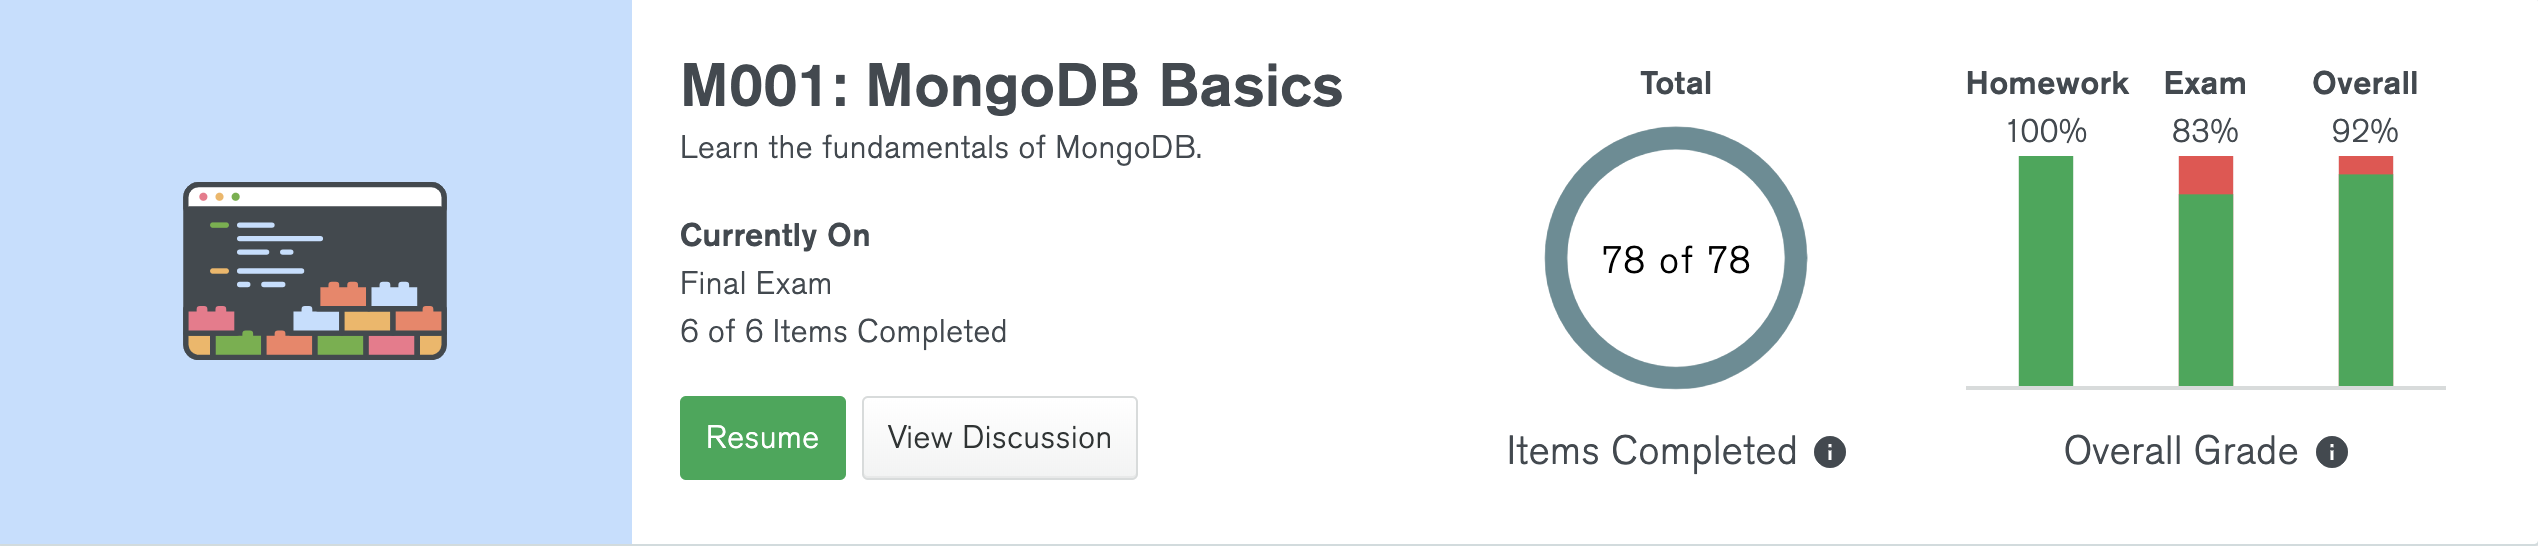 M001: MongoDB Basics
Learn the fundamentals of MongoDB.
Currently On
Final Exam
6 of 6 Items Completed
Resume
View Discussion
Total
78 of 78
Items Completed
Homework Exam Overall
100% 83% 92%
Overall Grade